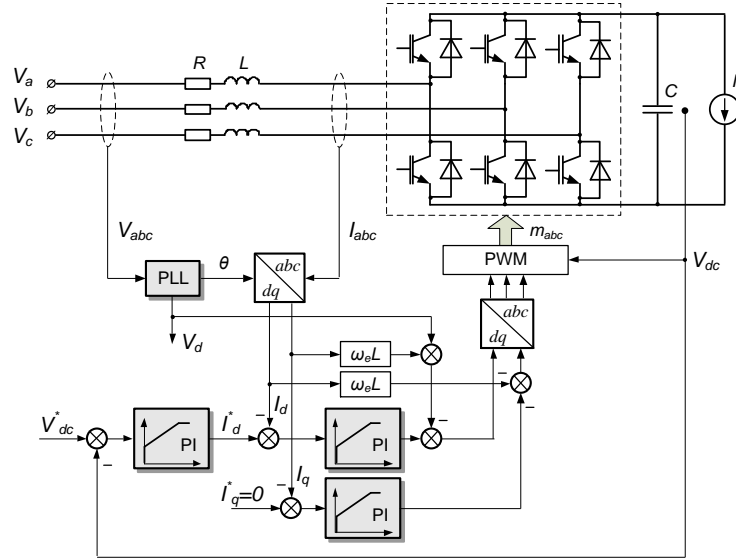 R L
V_a
V_b
V_c
C
V_abc
I_abc
m_abc
PLL
θ
abc
dq
PWM
V_dc
V_d
abc
dq
ω_eL
ω_eL
V*_dc
PI
I*_d
I_d
PI
I_q
I*_q=0
PI